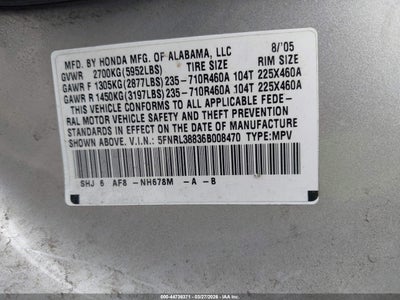 MFD. BY HONDA MFG. OF ALABAMA, LLC 8/'05
GVWR 2700KG(5952LBS) TIRE SIZE RIM SIZE
GAWR F 1305KG(2877LBS)235-710R460A 104T 225X460A
GAWR R 1450KG(3197LBS)235-710R460A 104T 225X460A
THIS VEHICLE CONFORMS TO ALL APPLICABLE FEDE-
RAL MOTOR VEHICLE SAFETY AND THEFT PREVENTION
STANDARDS IN EFFECT ON THE DATE OF MANUFACTURE
SHOWN ABOVE. V.I.N.: 5FNRL38836B008470 TYPE:MPV
SHJ 6 AF8 -NH678M -A -B
600-44736371 - 03/27/2026 - IAA Inc.